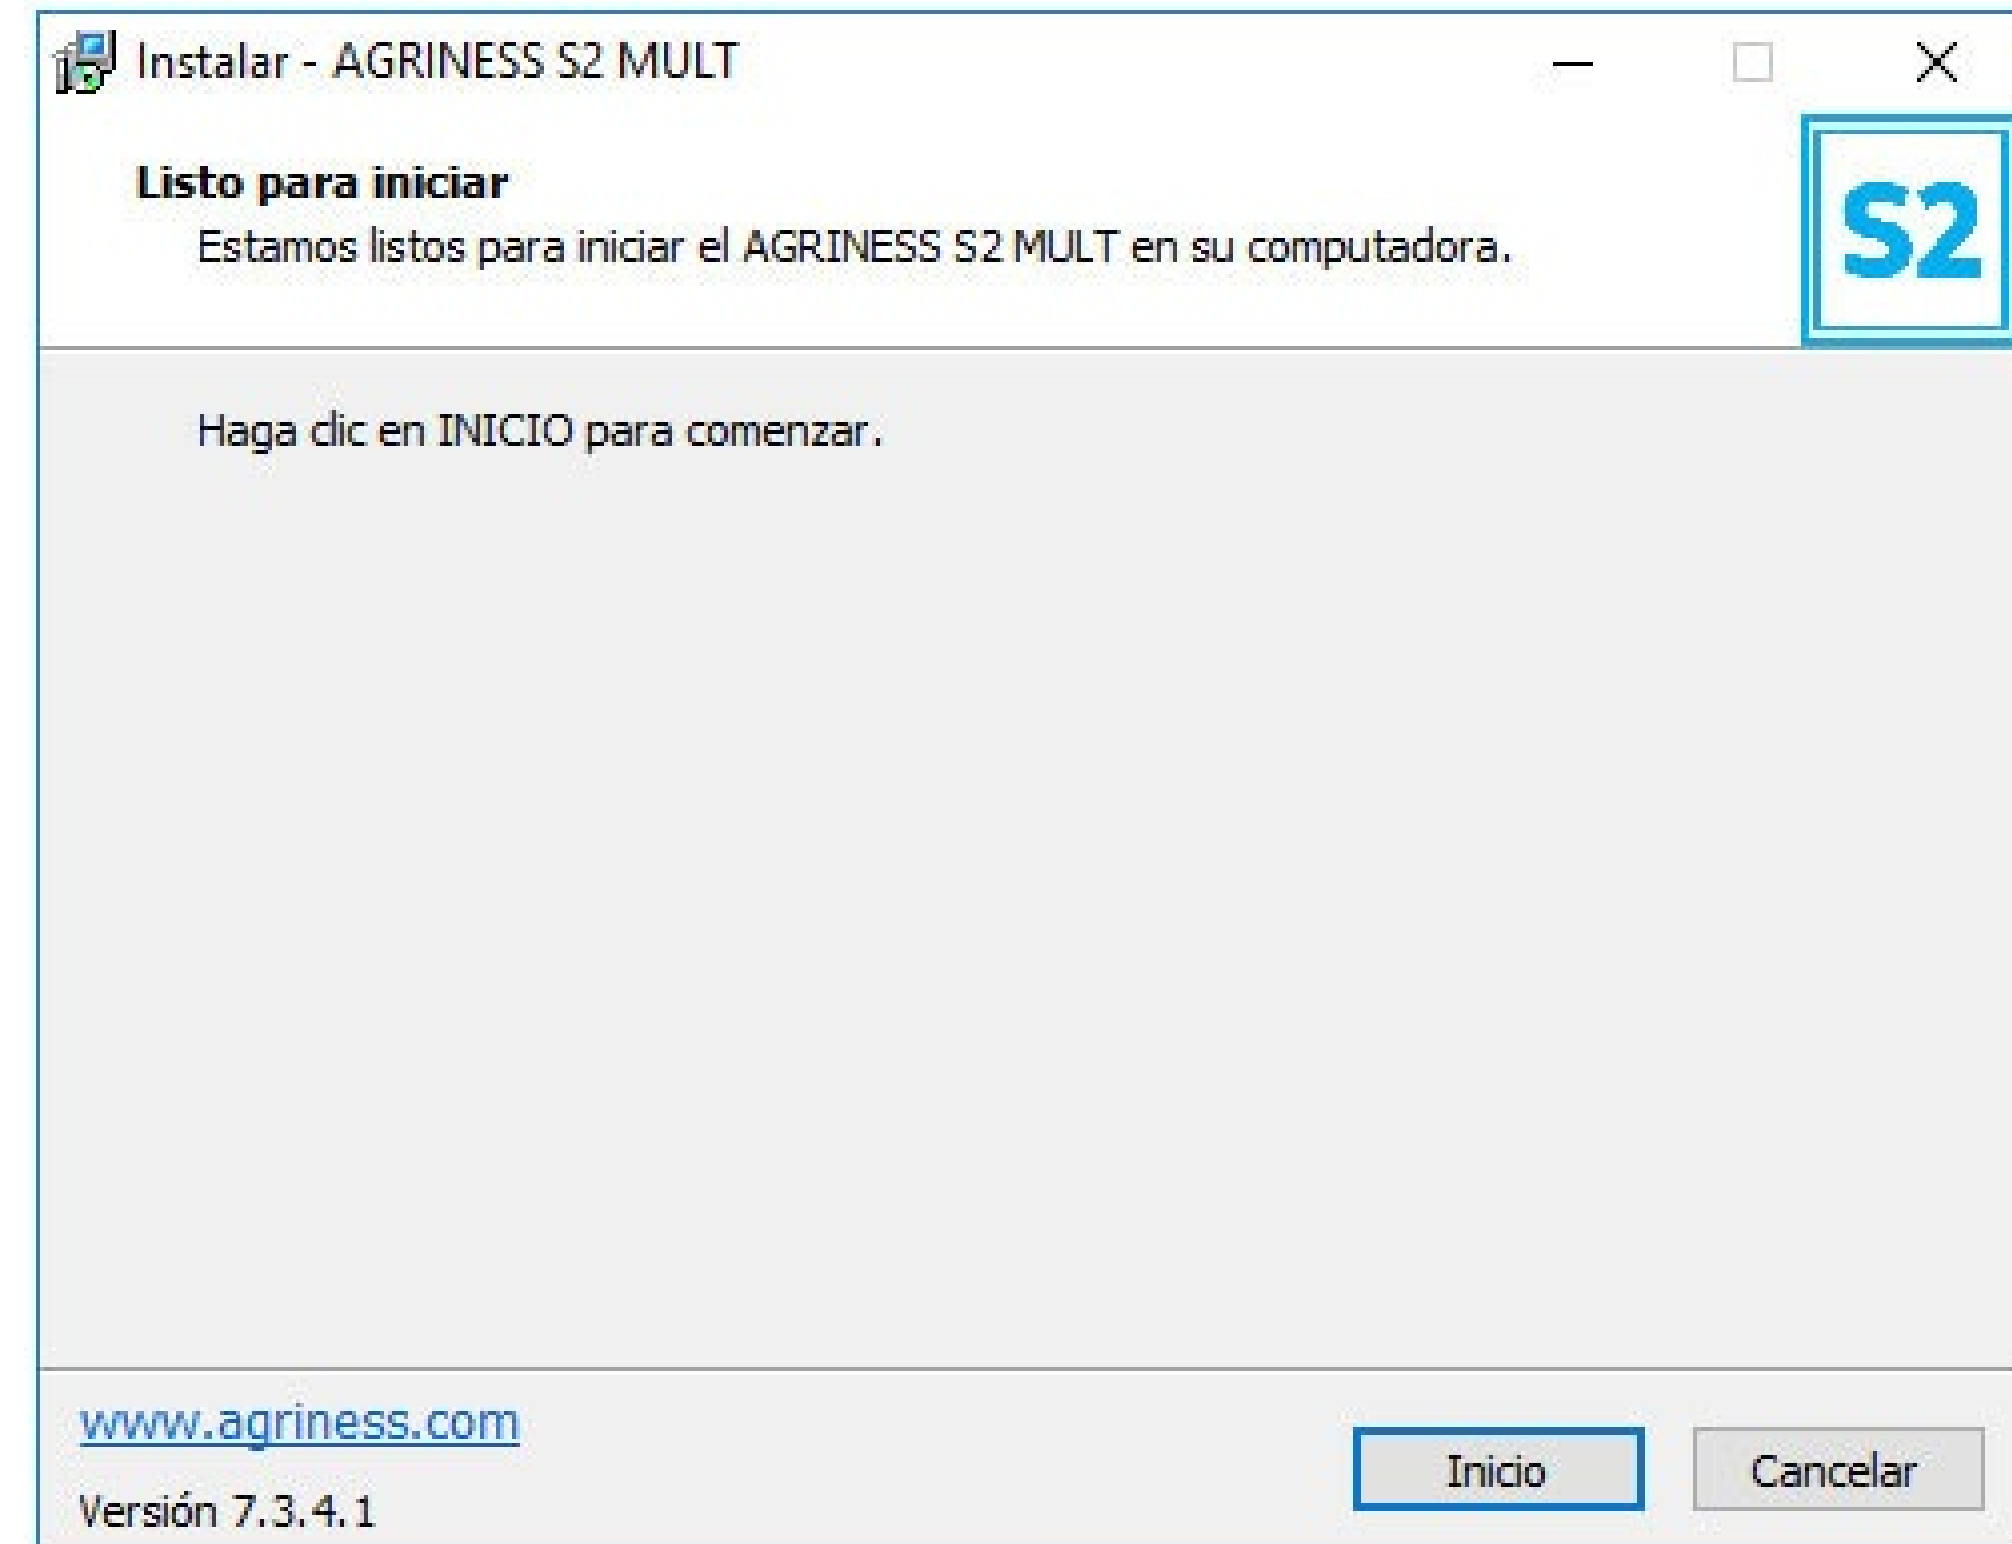 Instalar - AGRINESS S2 MULT
Listo para iniciar
Estamos listos para iniciar el AGRINESS S2 MULT en su computadora.
S2
Haga clic en INICIO para comenzar.
www.agriness.com
Inicio
Cancelar
Versión 7.3.4.1